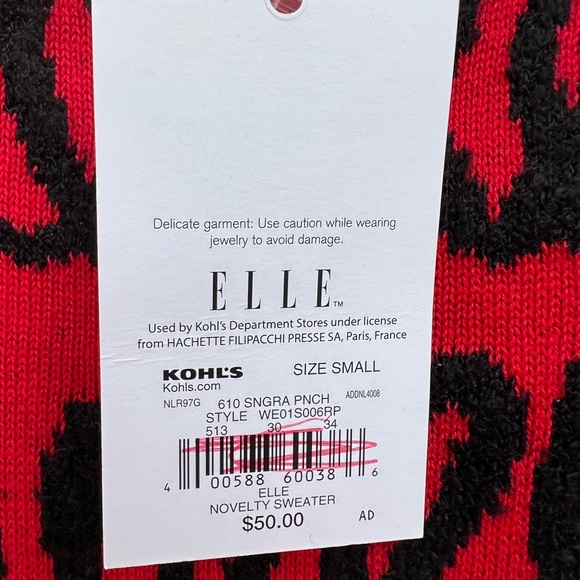 Delicate garment: Use caution while wearing
jewelry to avoid damage.
ELLE™
Used by Kohl's Department Stores under license
from HACHETTE FILIPACCHI PRESSE SA, Paris, France
KOHL'S SIZE SMALL
Kohls.com
NLR97G 610 SNGRA PNCH ADDNL4008
STYLE WE01S006RP
513 30 34
4 00588 60038 6
ELLE
NOVELTY SWEATER
$50.00 AD